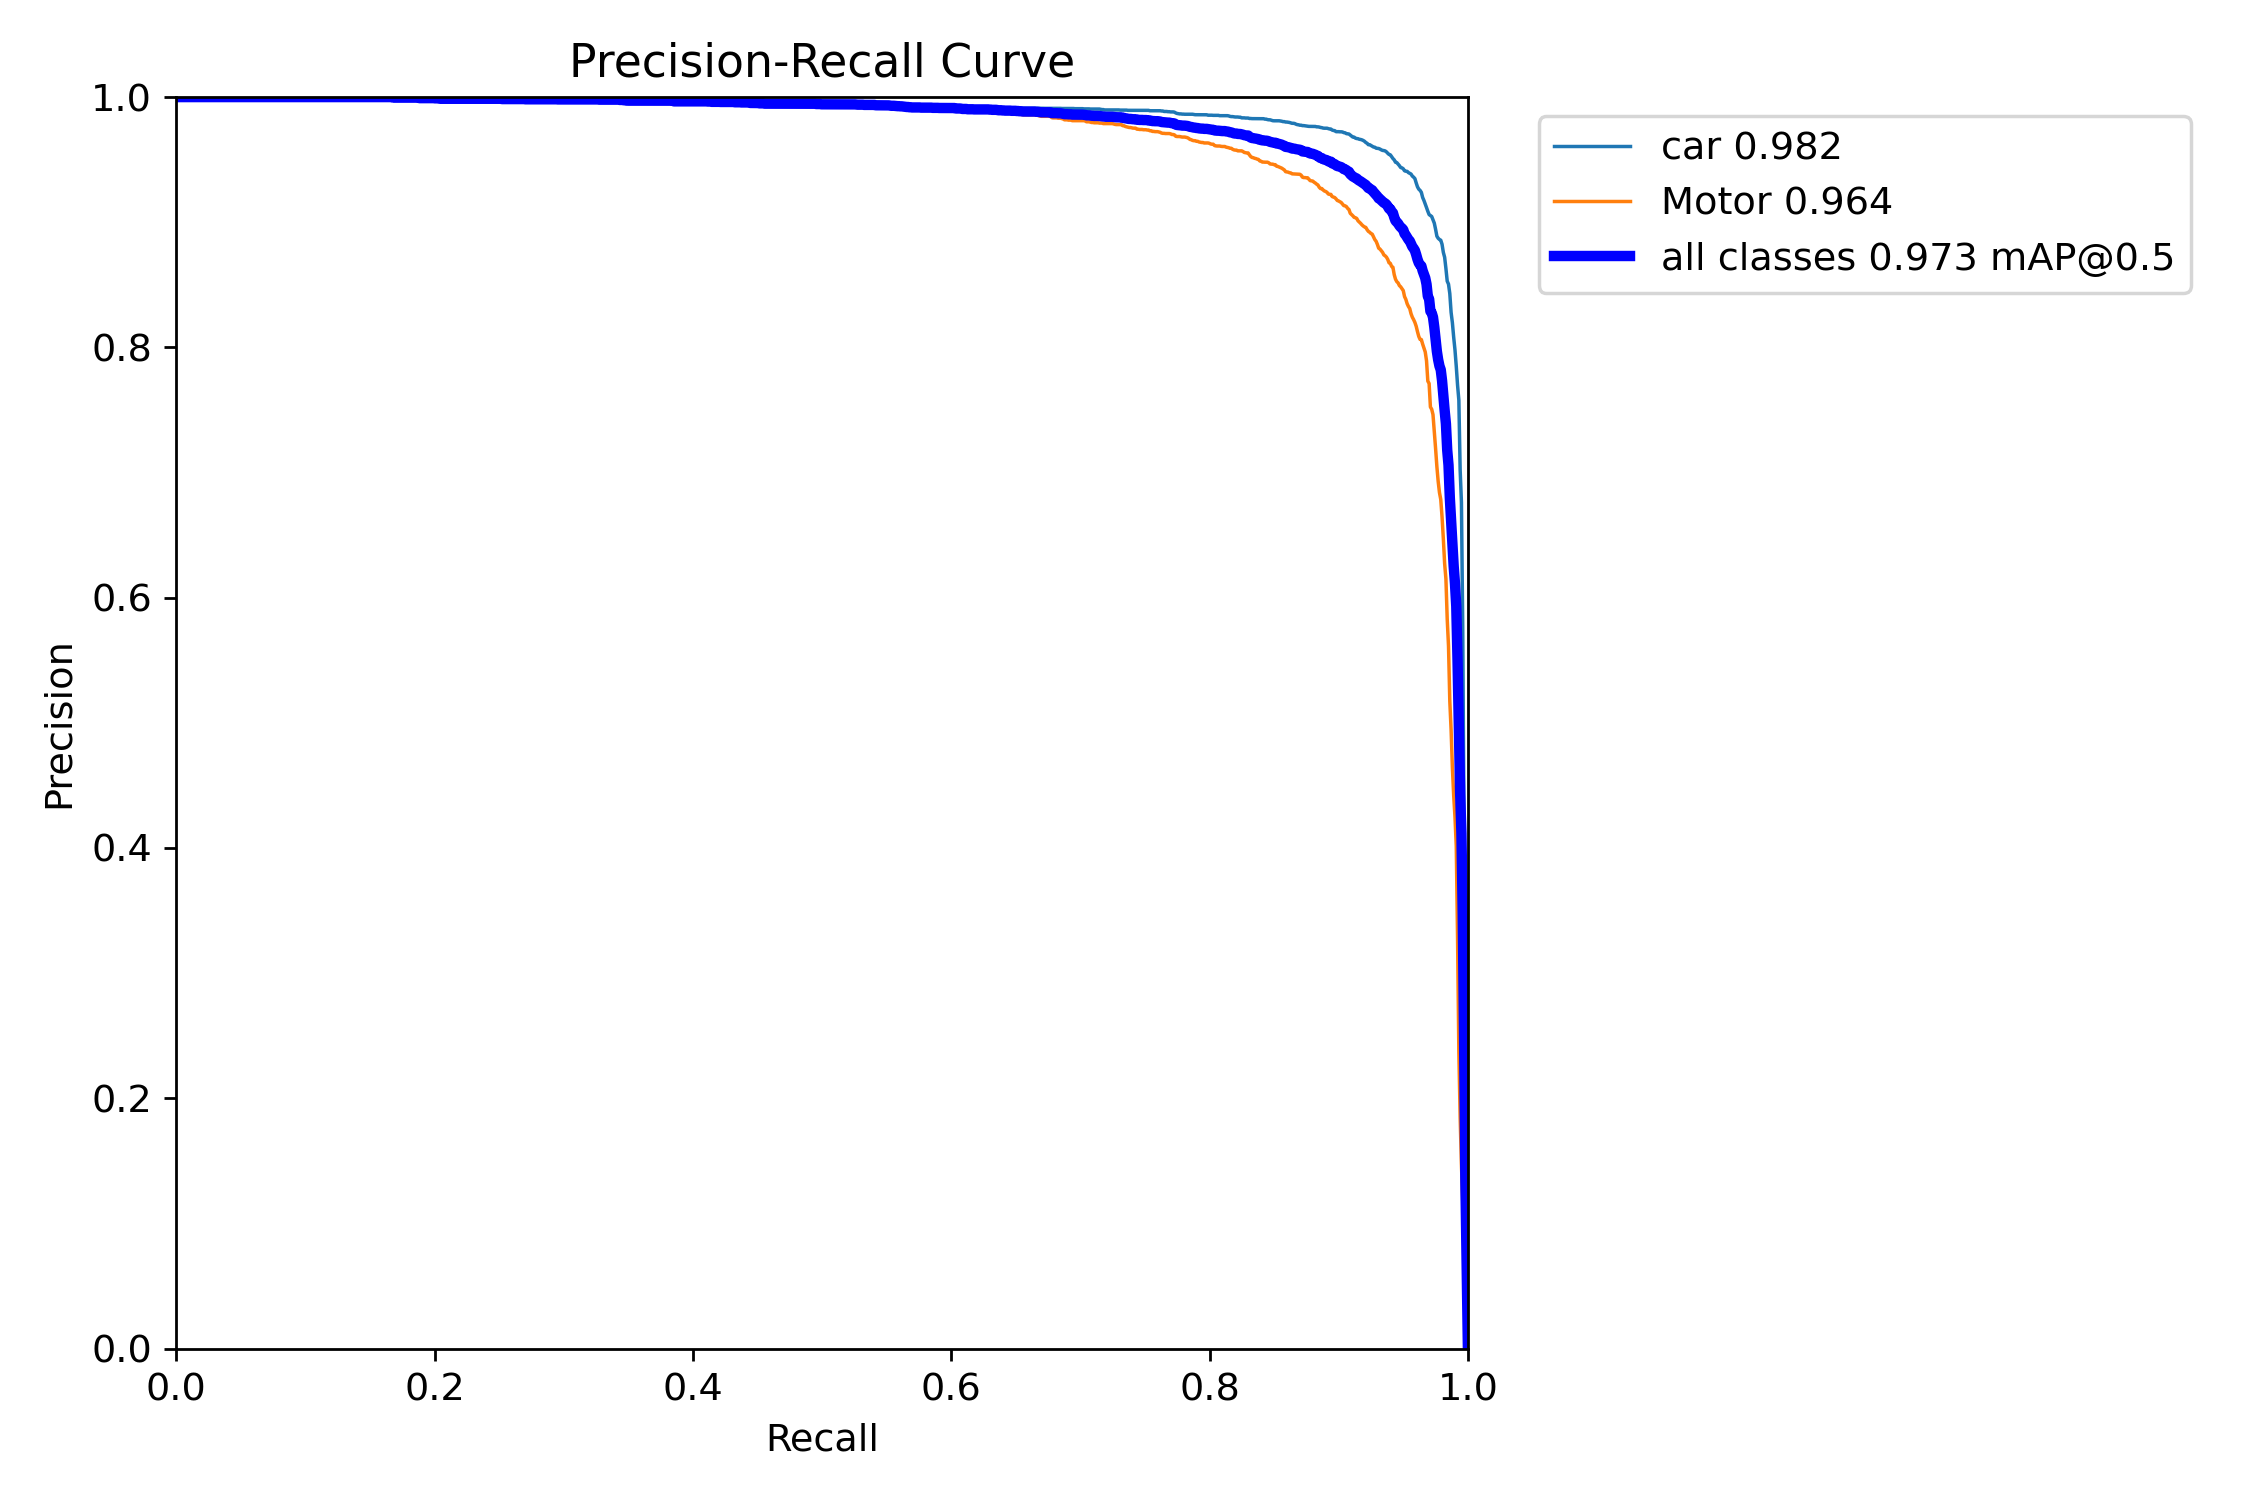 Precision-Recall Curve
1.0
0.8
0.6
0.4
0.2
0.0
Precision
0.0 0.2 0.4 0.6 0.8 1.0
Recall
car 0.982
Motor 0.964
all classes 0.973 mAP@0.5